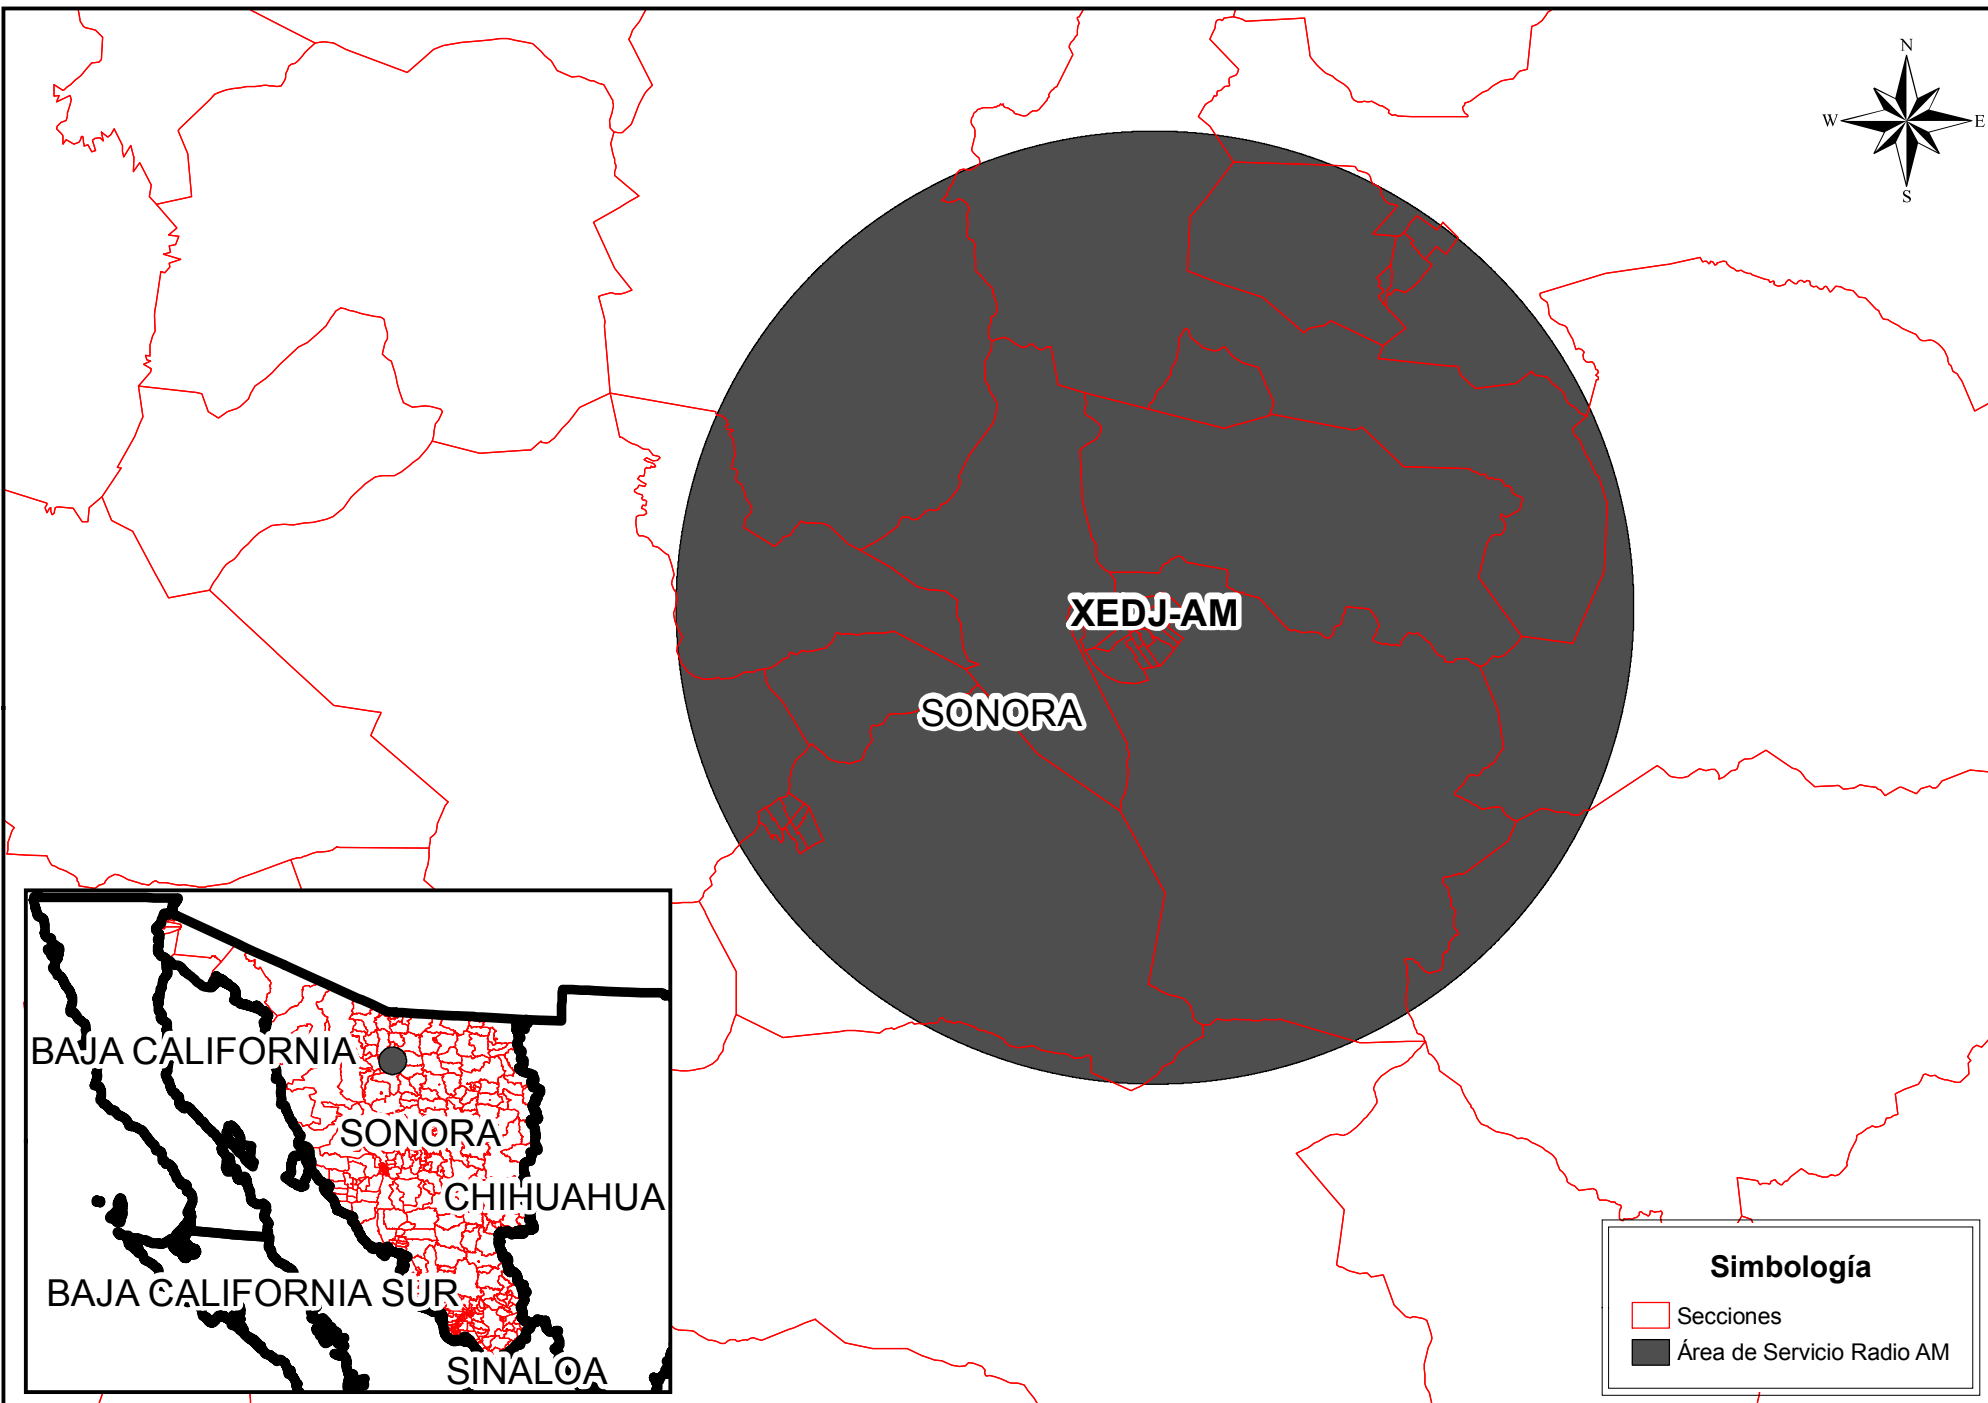 N
W
E
S
XEDJ-AM
SONORA
BAJA CALIFORNIA
SONORA
CHIHUAHUA
BAJA CALIFORNIA SUR
SINALOA
Simbología
Secciones
Área de Servicio Radio AM